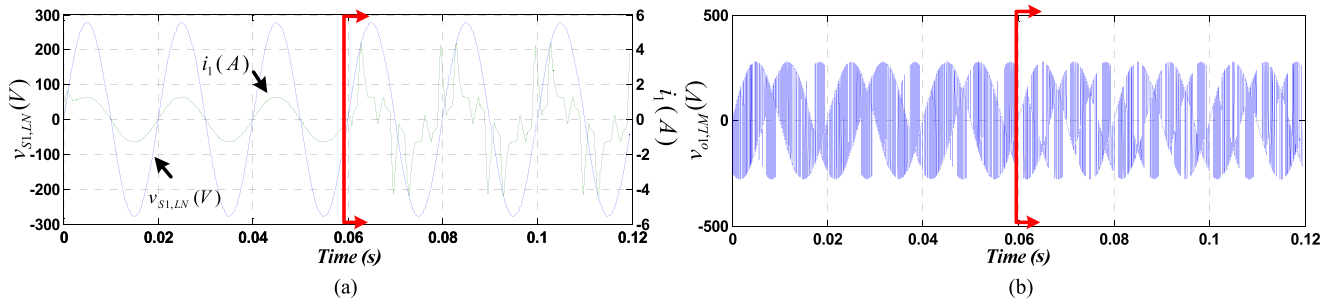 v_{S1,LN}(V)
300
200
100
0
-100
-200
-300
i_1(A)
v_{S1,LN}(V)
6
4
2
0
-2
-4
-6
i_1(A)
0 0.02 0.04 0.06 0.08 0.1 0.12
Time (s)
(a)
v_{o1,LM}(V)
500
0
-500
0 0.02 0.04 0.06 0.08 0.1 0.12
Time (s)
(b)